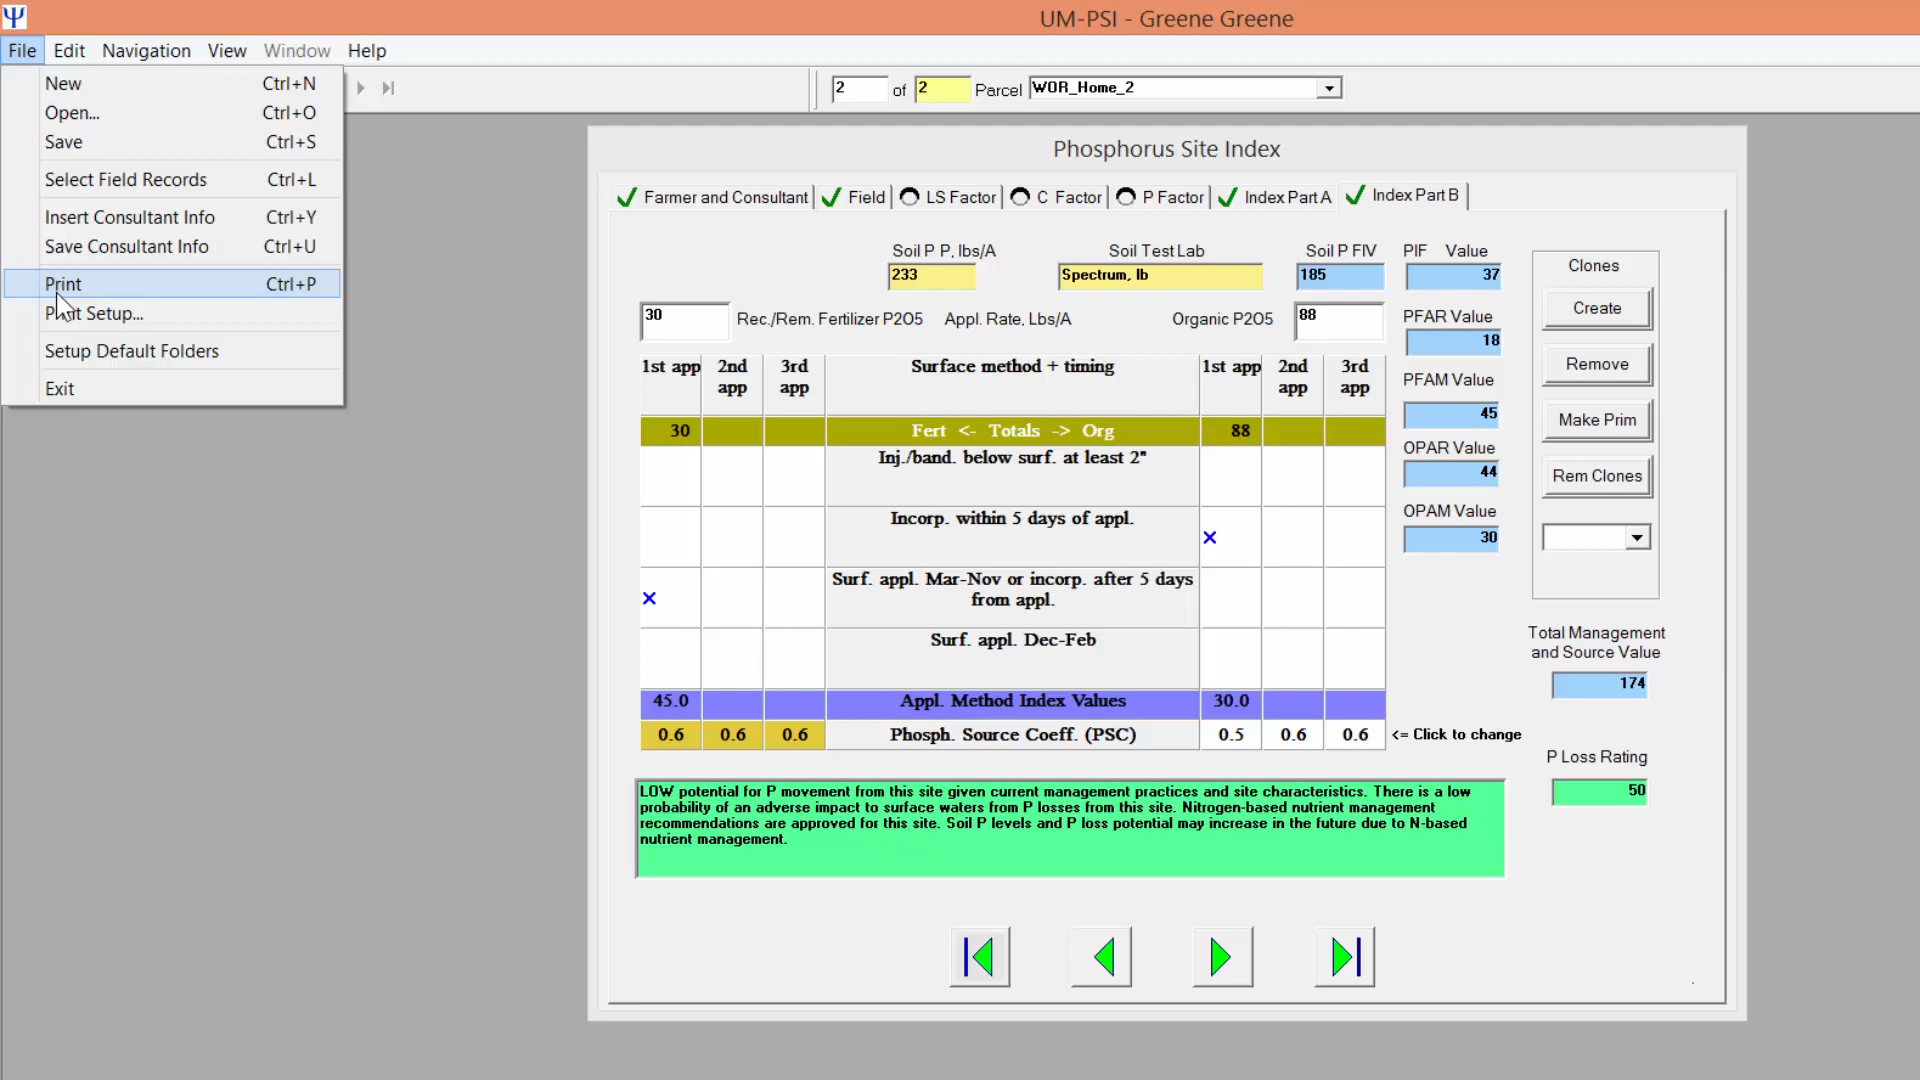 UM-PSI - Greene Greene
File Edit Navigation View Window Help
New Ctrl+N
Open... Ctrl+O
Save Ctrl+S
Select Field Records Ctrl+L
Insert Consultant Info Ctrl+Y
Save Consultant Info Ctrl+U
Print Ctrl+P
Setup...
Setup Default Folders
Exit
2 of 2 Parcel WOR_Home_2
Phosphorus Site Index
Farmer and Consultant Field LS Factor C Factor P Factor Index Part A Index Part B
Soil P P, lbs/A Soil Test Lab Soil P FIV PIF Value
233 Spectrum, lb 185 37
30 Rec./Rem. Fertilizer P2O5 Appl. Rate, Lbs/A Organic P2O5 88
PFAR Value
18
PFAM Value
45
OPAR Value
44
OPAM Value
30
1st app 2nd app 3rd app Surface method + timing 1st app 2nd app 3rd app
30 Fert <- Totals -> Org 88
Inj./band. below surf. at least 2"
Incorp. within 5 days of appl. ×
Surf. appl. Mar-Nov or incorp. after 5 days
× from appl.
Surf. appl. Dec-Feb
45.0 Appl. Method Index Values 30.0
0.6 0.6 0.6 Phosph. Source Coeff. (PSC) 0.5 0.6 0.6 <= Click to change
Clones
Create
Remove
Make Prim
Rem Clones
Total Management
and Source Value
174
P Loss Rating
50
LOW potential for P movement from this site given current management practices and site characteristics. There is a low
probability of an adverse impact to surface waters from P losses from this site. Nitrogen-based nutrient management
recommendations are approved for this site. Soil P levels and P loss potential may increase in the future due to N-based
nutrient management.